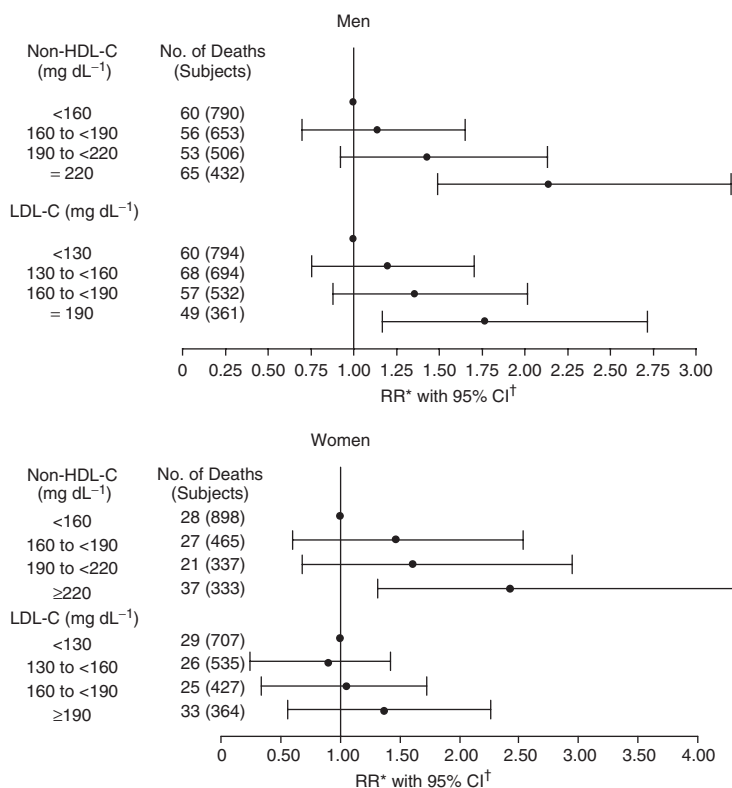 Men
Non-HDL-C No. of Deaths
(mg dL⁻¹) (Subjects)
<160 60 (790)
160 to <190 56 (653)
190 to <220 53 (506)
= 220 65 (432)
LDL-C (mg dL⁻¹)
<130 60 (794)
130 to <160 68 (694)
160 to <190 57 (532)
= 190 49 (361)
0 0.25 0.50 0.75 1.00 1.25 1.50 1.75 2.00 2.25 2.50 2.75 3.00
RR* with 95% CI†
Women
Non-HDL-C No. of Deaths
(mg dL⁻¹) (Subjects)
<160 28 (898)
160 to <190 27 (465)
190 to <220 21 (337)
≥220 37 (333)
LDL-C (mg dL⁻¹)
<130 29 (707)
130 to <160 26 (535)
160 to <190 25 (427)
≥190 33 (364)
0 0.50 1.00 1.50 2.00 2.50 3.00 3.50 4.00
RR* with 95% CI†